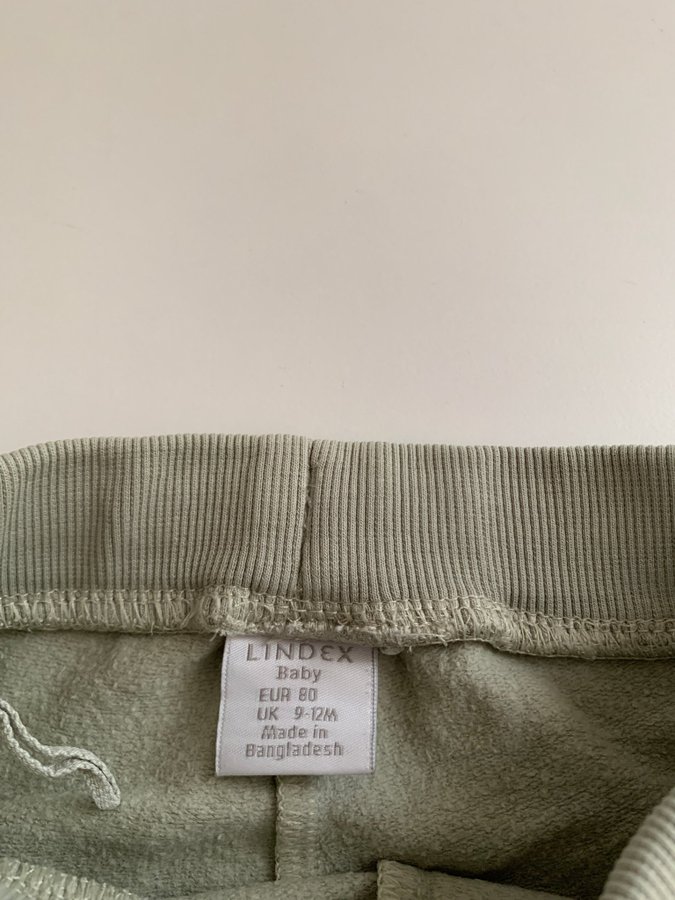 LINDEX
Baby
EUR 80
UK 9-12M
Made in
Bangladesh